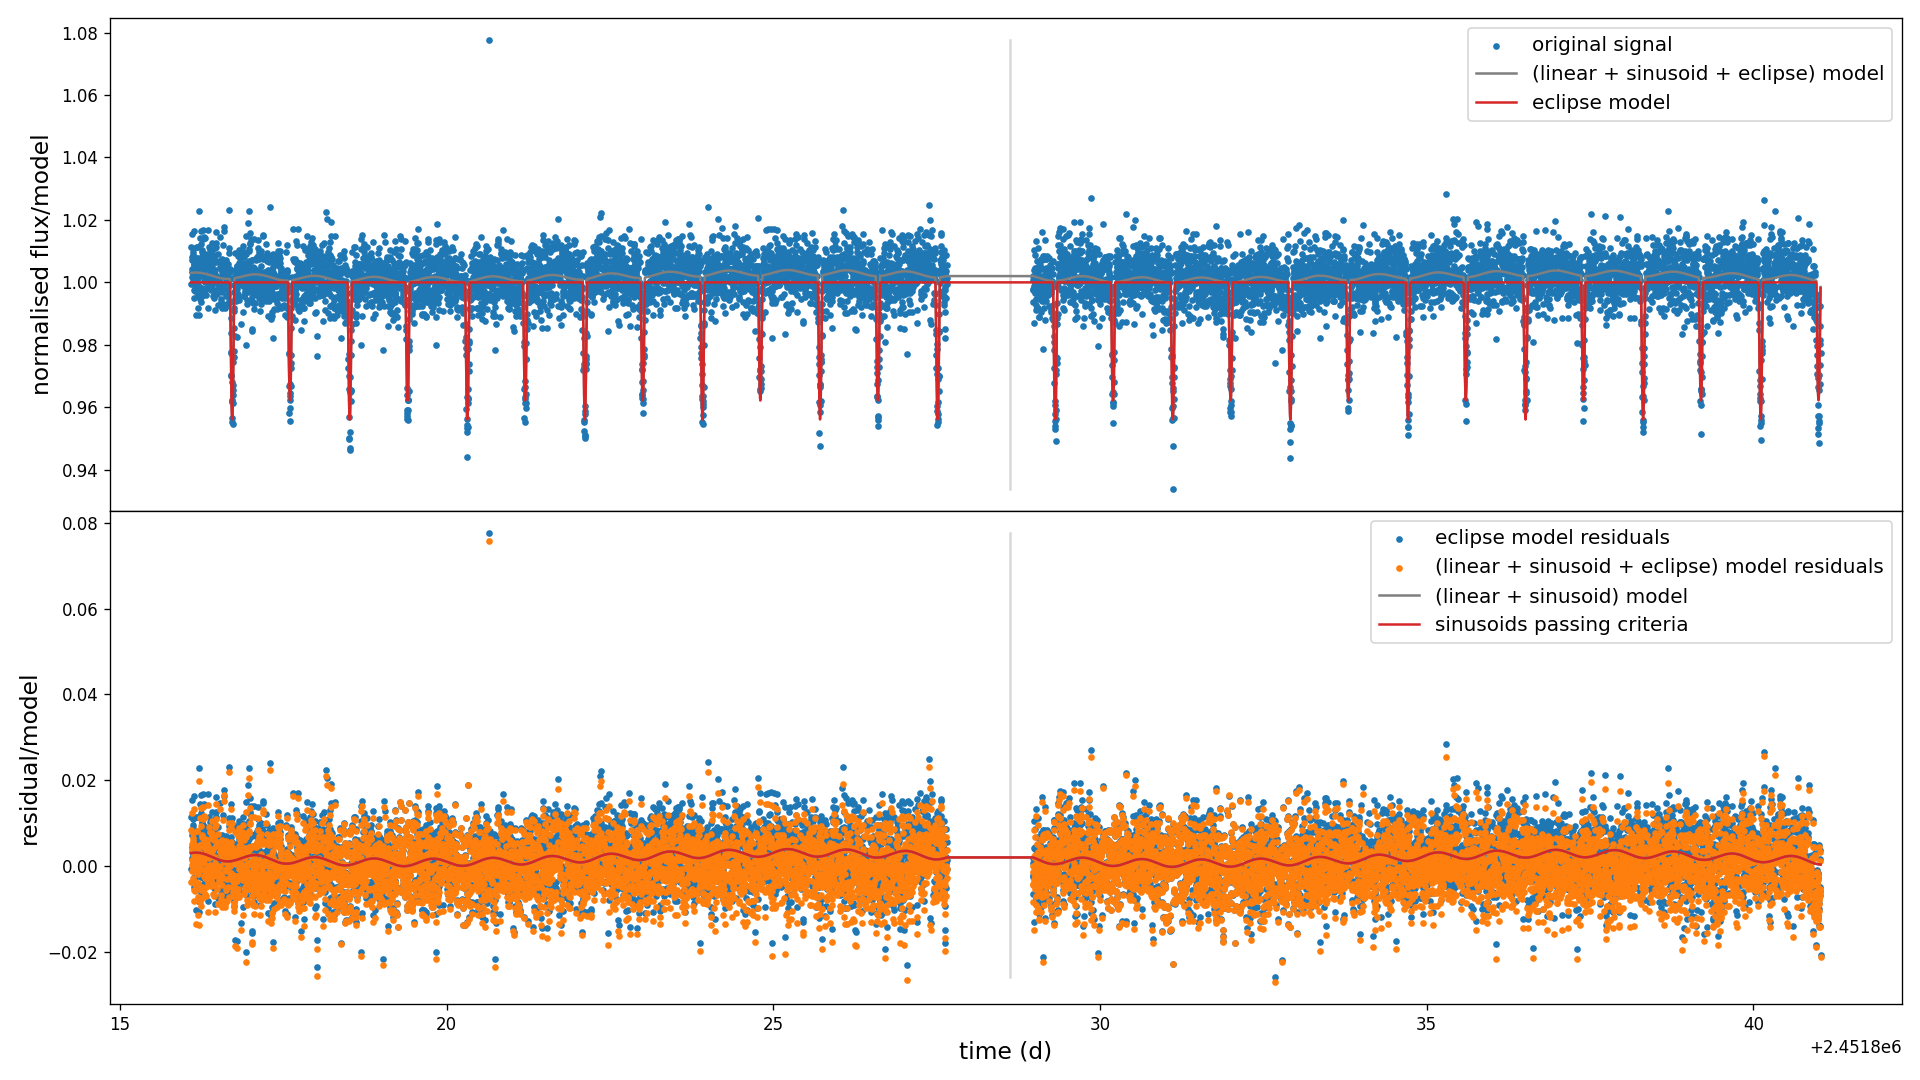 1.08
1.06
1.04
1.02
1.00
0.98
0.96
0.94
normalised flux/model
original signal
(linear + sinusoid + eclipse) model
eclipse model
0.08
0.06
0.04
0.02
0.00
−0.02
residual/model
eclipse model residuals
(linear + sinusoid + eclipse) model residuals
(linear + sinusoid) model
sinusoids passing criteria
15 20 25 30 35 40
time (d)
+2.4518e6